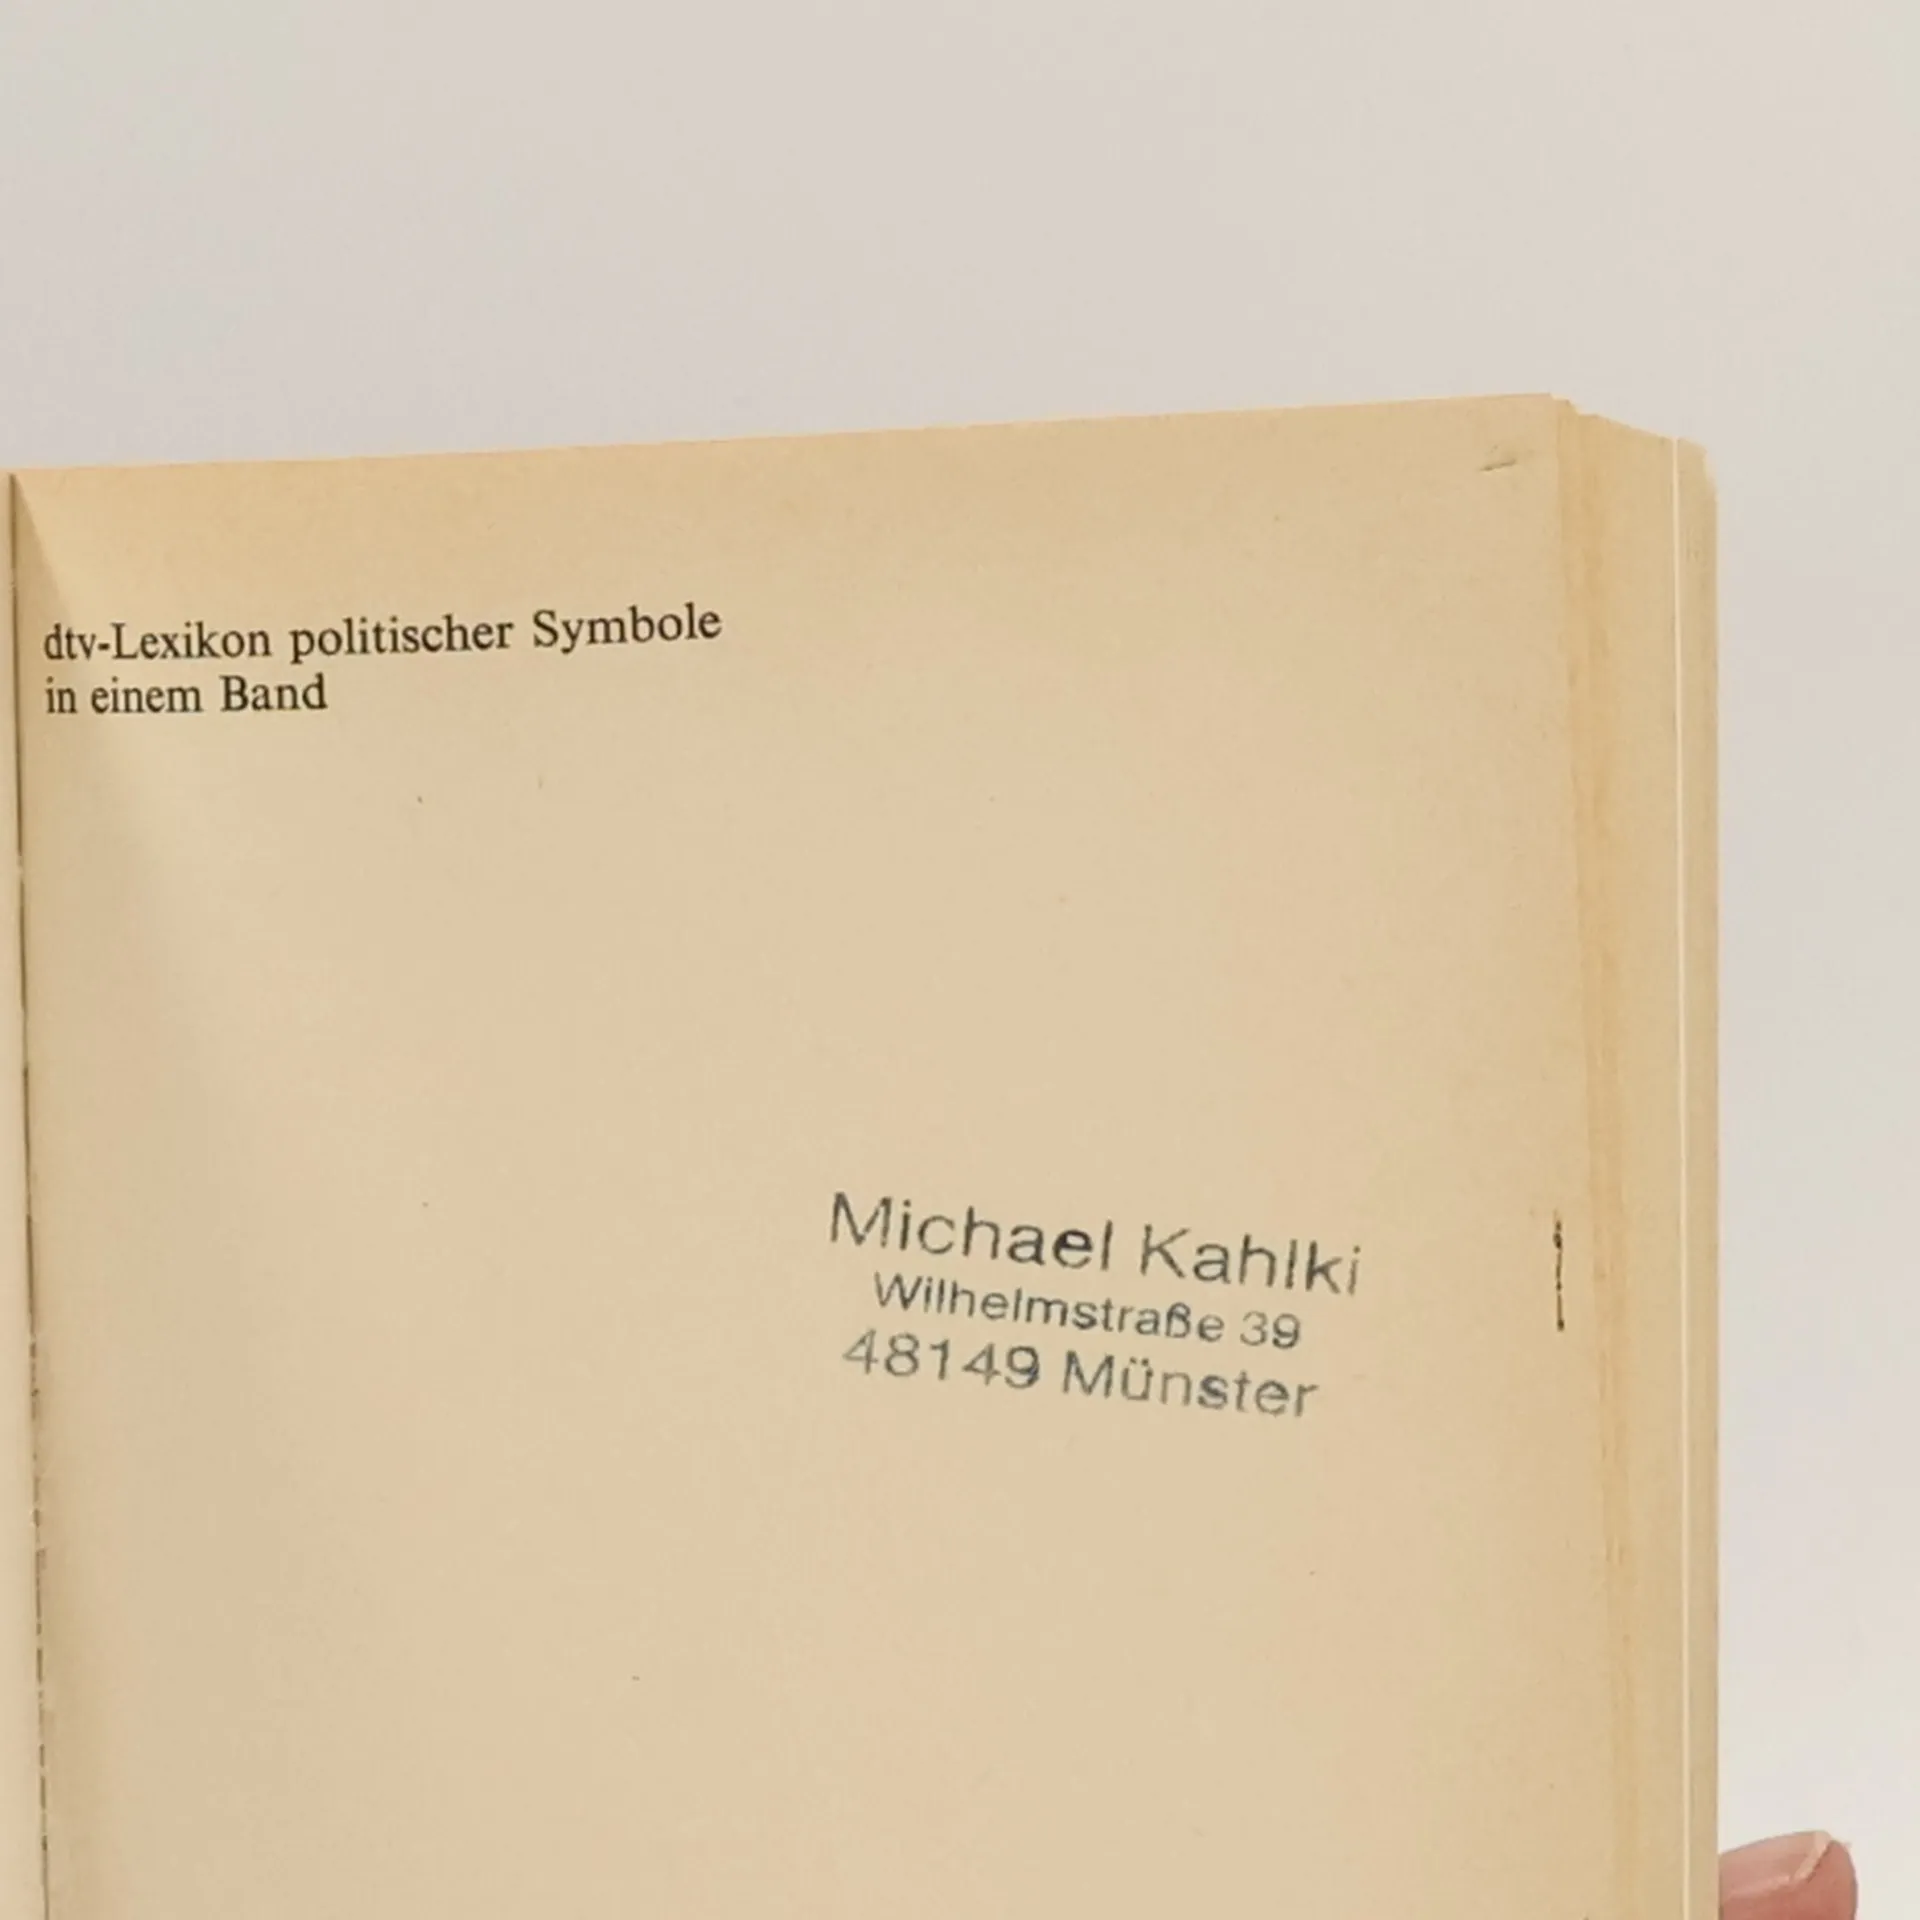 dtv-Lexikon politischer Symbole
in einem Band
Michael Kahlki
Wilhelmstraße 39
48149 Münster